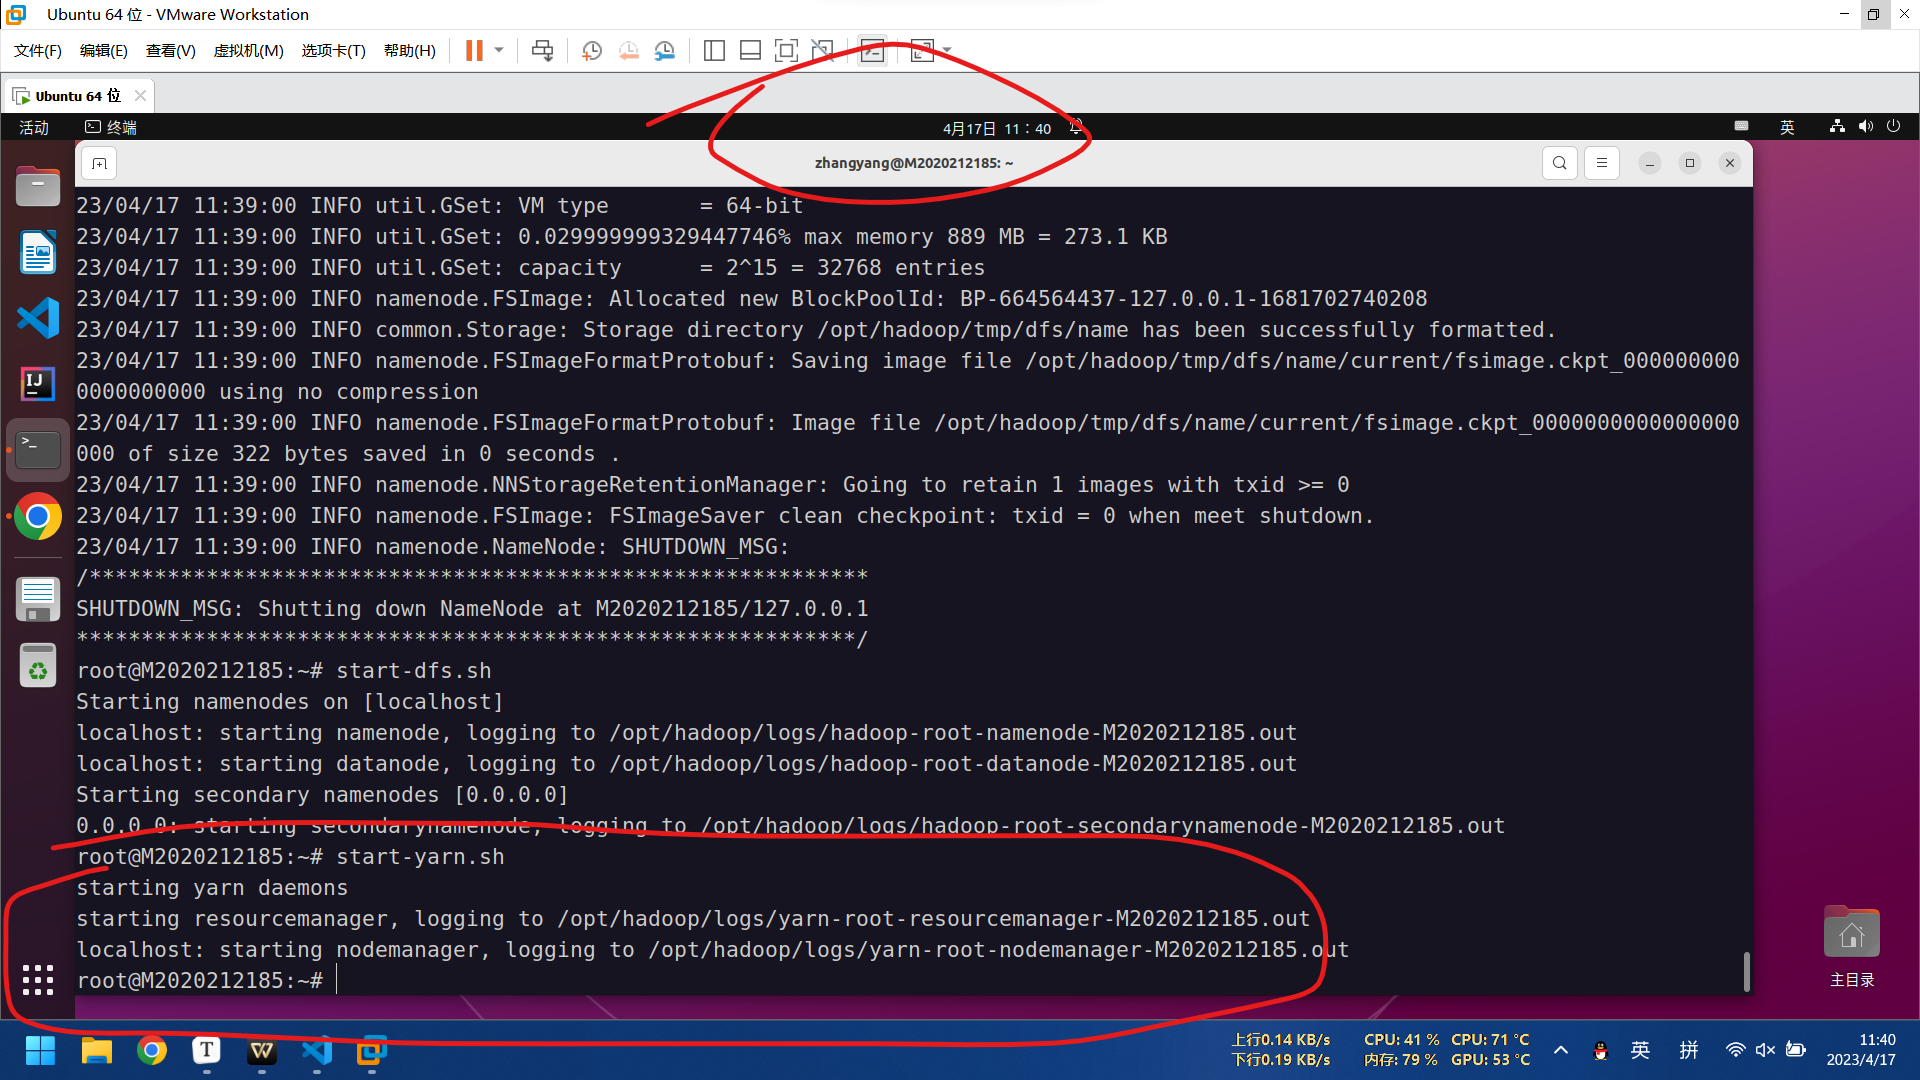 Ubuntu 64 位 - VMware Workstation
文件(F) 编辑(E) 查看(V) 虚拟机(M) 选项卡(T) 帮助(H)
Ubuntu 64 位
活动 终端 4月17日 11：40 英
zhangyang@M2020212185: ~
23/04/17 11:39:00 INFO util.GSet: VM type       = 64-bit
23/04/17 11:39:00 INFO util.GSet: 0.029999999329447746% max memory 889 MB = 273.1 KB
23/04/17 11:39:00 INFO util.GSet: capacity      = 2^15 = 32768 entries
23/04/17 11:39:00 INFO namenode.FSImage: Allocated new BlockPoolId: BP-664564437-127.0.0.1-1681702740208
23/04/17 11:39:00 INFO common.Storage: Storage directory /opt/hadoop/tmp/dfs/name has been successfully formatted.
23/04/17 11:39:00 INFO namenode.FSImageFormatProtobuf: Saving image file /opt/hadoop/tmp/dfs/name/current/fsimage.ckpt_000000000
0000000000 using no compression
23/04/17 11:39:00 INFO namenode.FSImageFormatProtobuf: Image file /opt/hadoop/tmp/dfs/name/current/fsimage.ckpt_0000000000000000
000 of size 322 bytes saved in 0 seconds .
23/04/17 11:39:00 INFO namenode.NNStorageRetentionManager: Going to retain 1 images with txid >= 0
23/04/17 11:39:00 INFO namenode.FSImage: FSImageSaver clean checkpoint: txid = 0 when meet shutdown.
23/04/17 11:39:00 INFO namenode.NameNode: SHUTDOWN_MSG:
/************************************************************
SHUTDOWN_MSG: Shutting down NameNode at M2020212185/127.0.0.1
************************************************************/
root@M2020212185:~# start-dfs.sh
Starting namenodes on [localhost]
localhost: starting namenode, logging to /opt/hadoop/logs/hadoop-root-namenode-M2020212185.out
localhost: starting datanode, logging to /opt/hadoop/logs/hadoop-root-datanode-M2020212185.out
Starting secondary namenodes [0.0.0.0]
0.0.0.0: starting secondarynamenode, logging to /opt/hadoop/logs/hadoop-root-secondarynamenode-M2020212185.out
root@M2020212185:~# start-yarn.sh
starting yarn daemons
starting resourcemanager, logging to /opt/hadoop/logs/yarn-root-resourcemanager-M2020212185.out
localhost: starting nodemanager, logging to /opt/hadoop/logs/yarn-root-nodemanager-M2020212185.out
root@M2020212185:~#
主目录
上行0.14 KB/s CPU: 41 % CPU: 71 °C
下行0.19 KB/s 内存: 79 % GPU: 53 °C
英 拼
11:40
2023/4/17